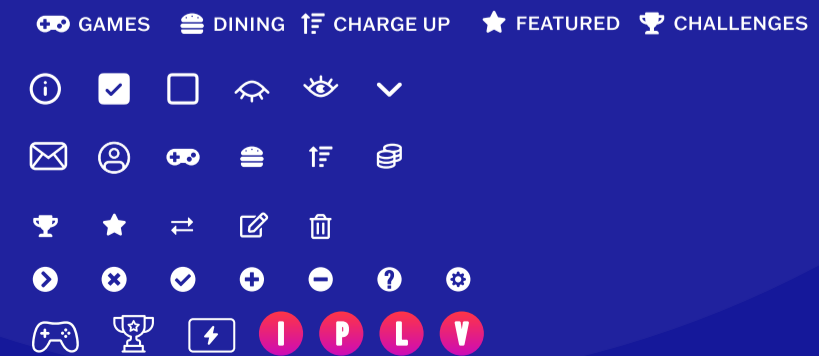 GAMES DINING CHARGE UP FEATURED CHALLENGES
I P L V